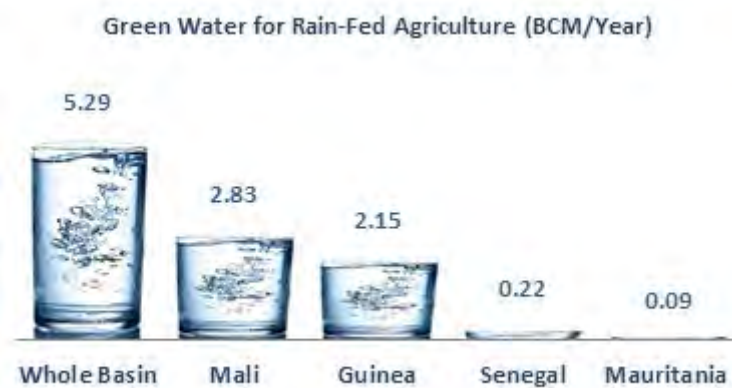 Green Water for Rain-Fed Agriculture (BCM/Year)
5.29
2.83
2.15
0.22
0.09
Whole Basin Mali Guinea Senegal Mauritania